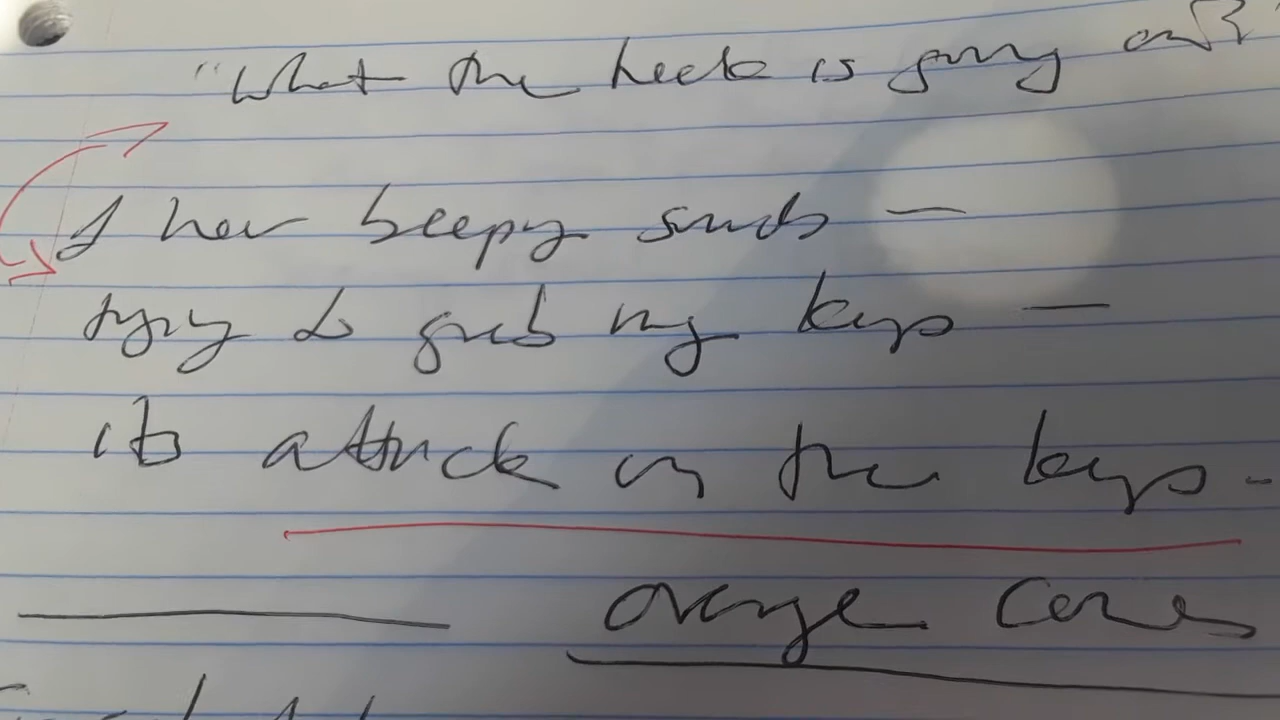 "What the heck is going on?"
I hear beepy sounds —
trying to grab my keys —
its attack on the keys -
orange cones